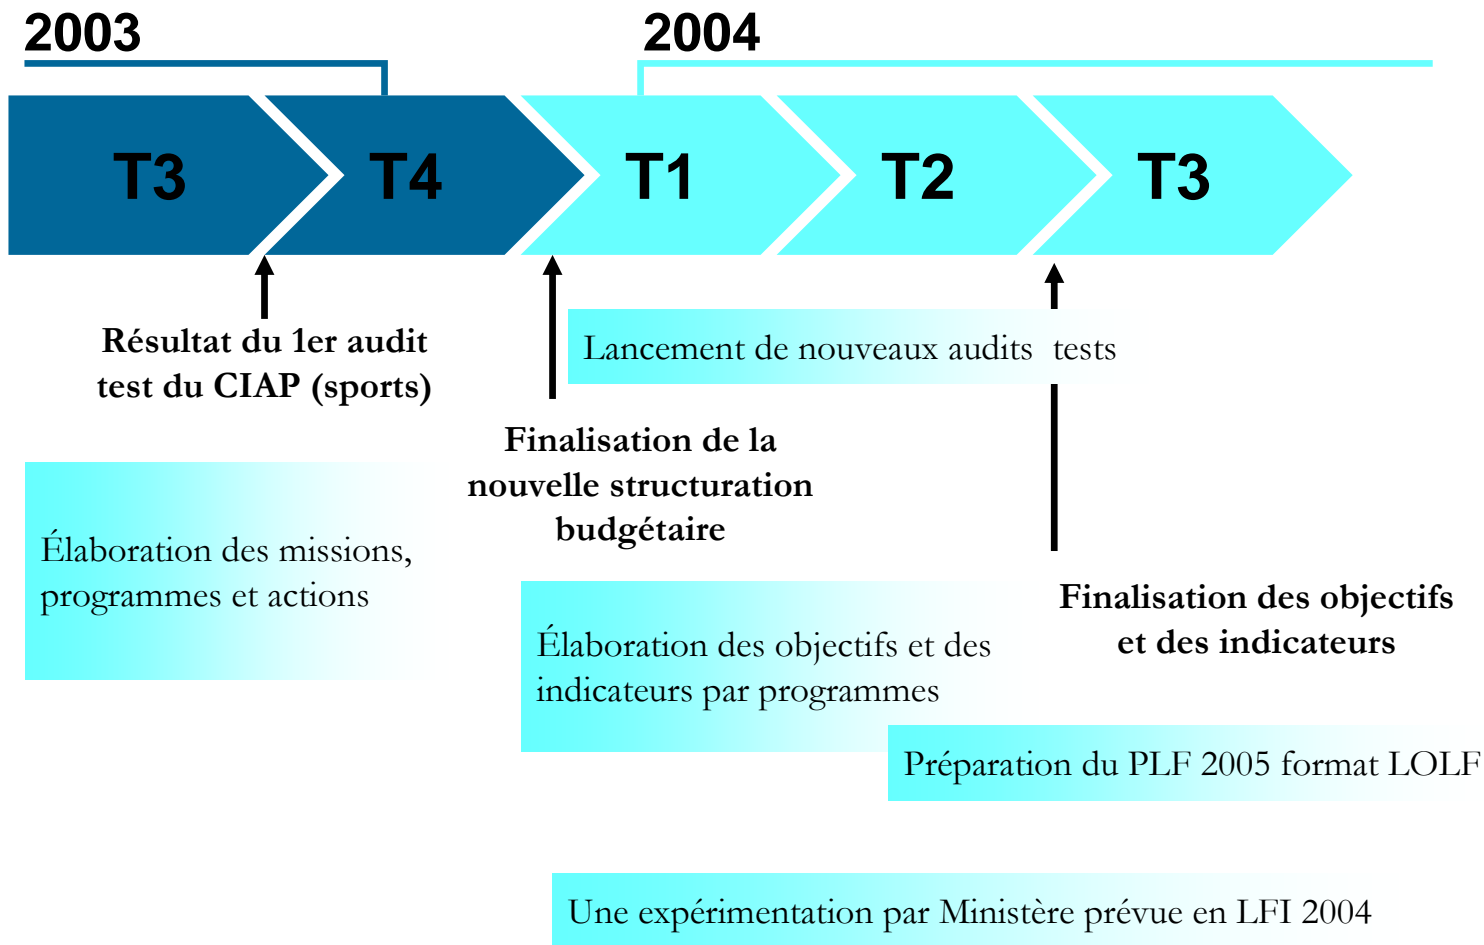 2003
2004
T3
T4
T1
T2
T3
Résultat du 1er audit
test du CIAP (sports)
Lancement de nouveaux audits  tests
Finalisation de la
nouvelle structuration
budgétaire
Élaboration des missions,
programmes et actions
Finalisation des objectifs
et des indicateurs
Élaboration des objectifs et des
indicateurs par programmes
Préparation du PLF 2005 format LOLF
Une expérimentation par Ministère prévue en LFI 2004